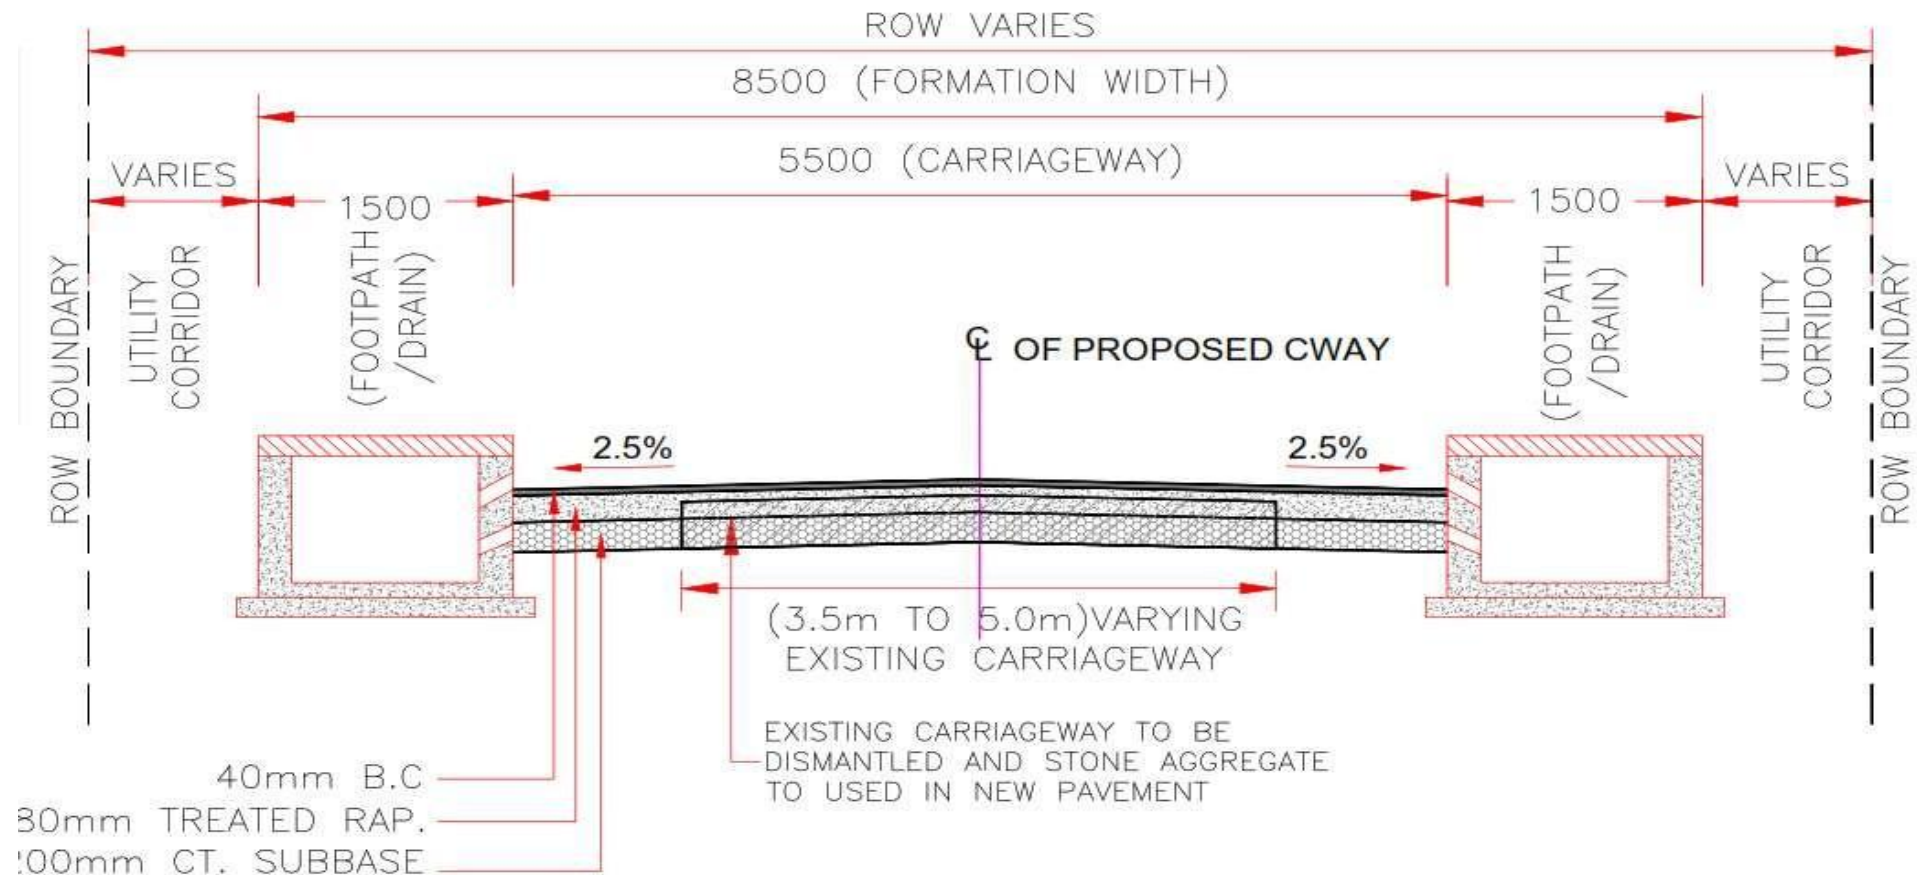 ROW VARIES
8500 (FORMATION WIDTH)
5500 (CARRIAGEWAY)
VARIES
1500
1500
VARIES
ROW BOUNDARY
UTILITY
CORRIDOR
(FOOTPATH
/DRAIN)
(FOOTPATH
/DRAIN)
UTILITY
CORRIDOR
ROW BOUNDARY
℄ OF PROPOSED CWAY
2.5%
2.5%
(3.5m TO 5.0m)VARYING
EXISTING CARRIAGEWAY
EXISTING CARRIAGEWAY TO BE
DISMANTLED AND STONE AGGREGATE
TO USED IN NEW PAVEMENT
40mm B.C
TREATED RAP.
CT. SUBBASE